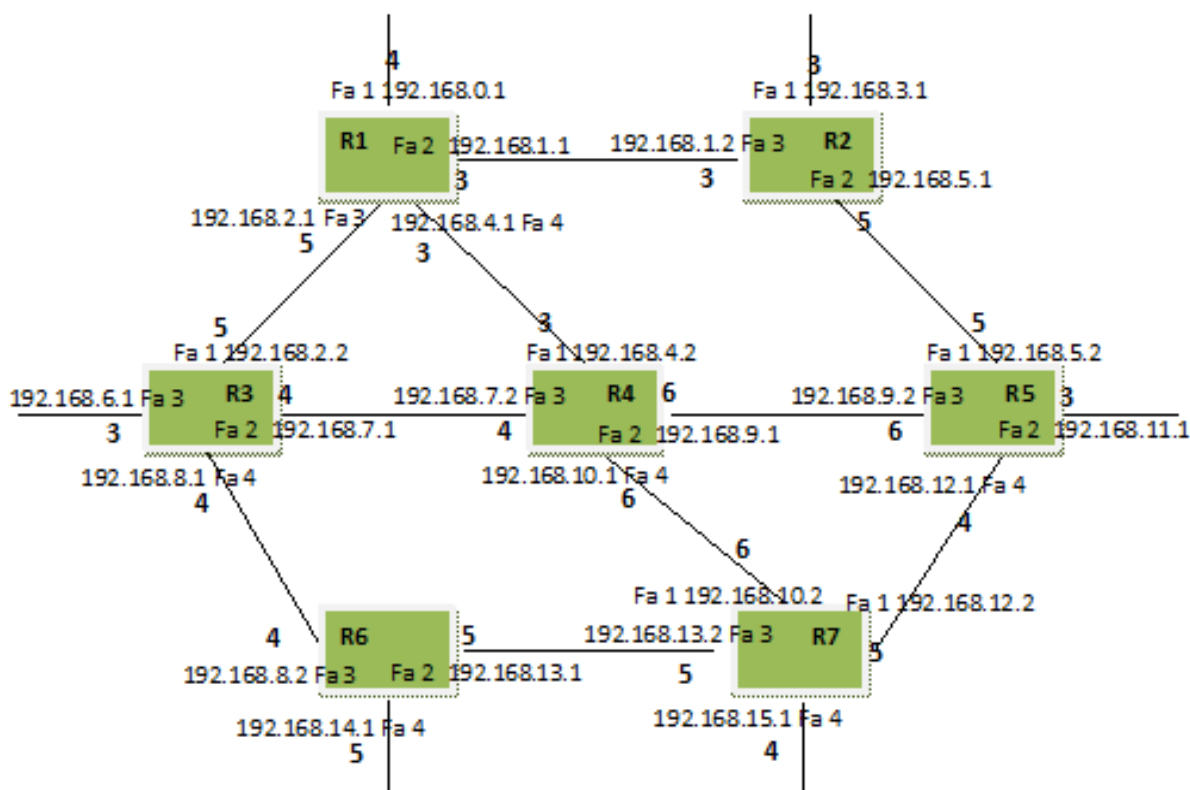 4
3
Fa 1 192.168.0.1
Fa 1 192.168.3.1
R1
Fa 2 192.168.1.1
192.168.1.2 Fa 3
R2
3
3
Fa 2 192.168.5.1
192.168.2.1 Fa 3
192.168.4.1 Fa 4
5
5
3
5
3
5
Fa 1 192.168.2.2
Fa 1 192.168.4.2
Fa 1 192.168.5.2
192.168.6.1 Fa 3
R3
4
192.168.7.2 Fa 3
R4
6
192.168.9.2 Fa 3
R5
3
3
Fa 2 192.168.7.1
4
Fa 2 192.168.9.1
6
Fa 2 192.168.11.1
192.168.8.1 Fa 4
192.168.10.1 Fa 4
192.168.12.1 Fa 4
4
6
4
6
Fa 1 192.168.10.2
Fa 1 192.168.12.2
4
R6
5
192.168.13.2 Fa 3
R7
5
192.168.8.2 Fa 3
Fa 2 192.168.13.1
5
192.168.14.1 Fa 4
192.168.15.1 Fa 4
5
4